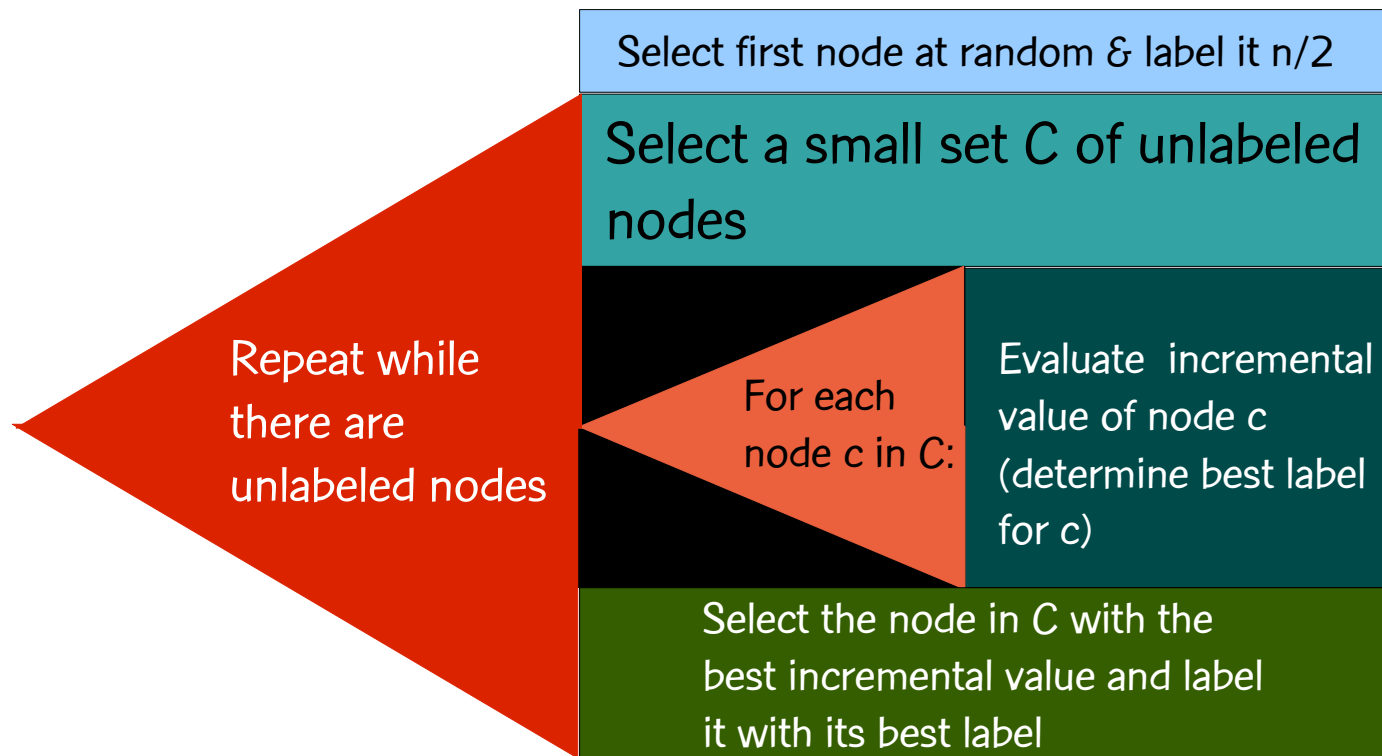 Select first node at random & label it n/2
Select a small set C of unlabeled
nodes
Repeat while
there are
unlabeled nodes
For each
node c in C:
Evaluate incremental
value of node c
(determine best label
for c)
Select the node in C with the
best incremental value and label
it with its best label